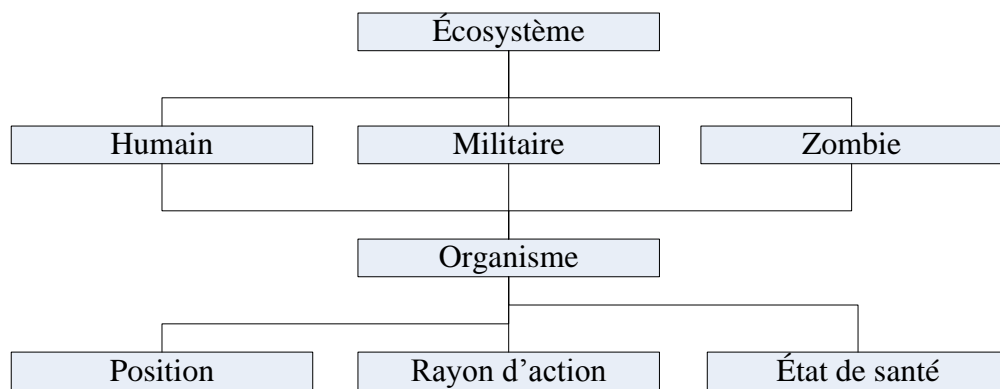 Écosystème
Humain
Militaire
Zombie
Organisme
Position
Rayon d’action
État de santé